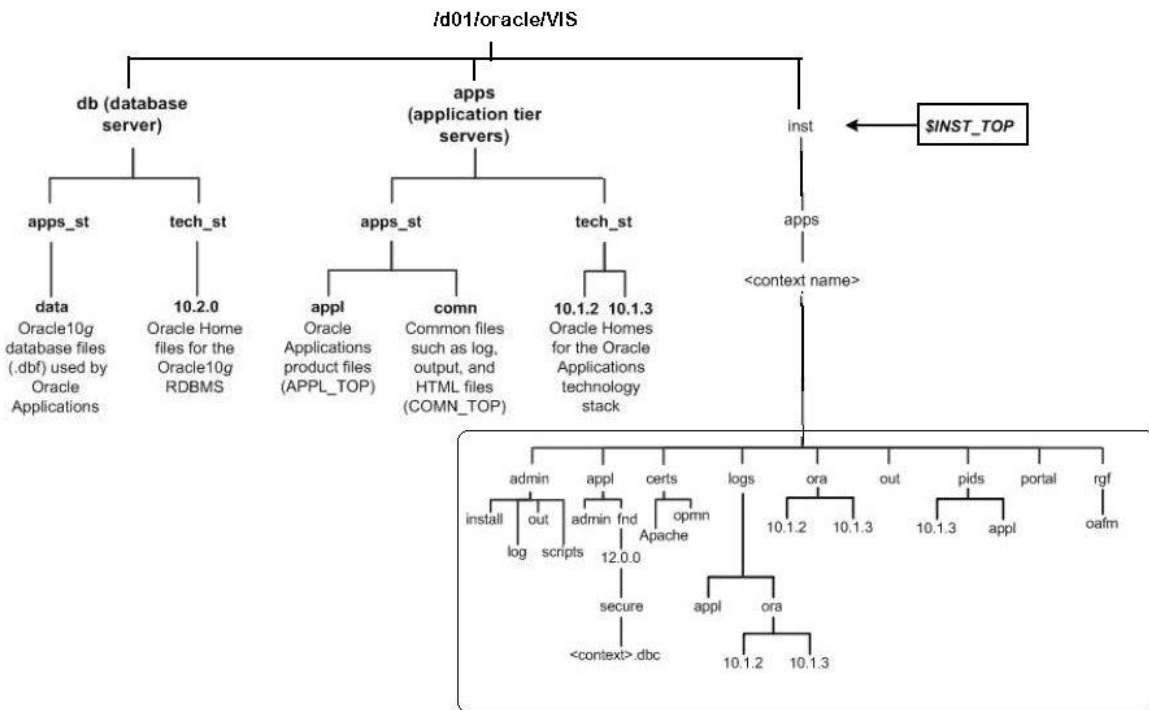 /d01/oracle/VIS
db (database
server)
apps
(application tier
servers)
inst
$INST_TOP
apps_st
tech_st
apps_st
tech_st
apps
<context name>
data
Oracle10g
database files
(.dbf) used by
Oracle
Applications
10.2.0
Oracle Home
files for the
Oracle10g
RDBMS
appl
Oracle
Applications
product files
(APPL_TOP)
comn
Common files
such as log,
output, and
HTML files
(COMN_TOP)
10.1.2 10.1.3
Oracle Homes
for the Oracle
Applications
technology
stack
admin
appl
certs
logs
ora
out
pids
portal
rgf
install
out
log
scripts
admin fnd
12.0.0
secure
<context>.dbc
opmn
Apache
appl
ora
10.1.2
10.1.3
10.1.2
10.1.3
10.1.3
appl
oafm